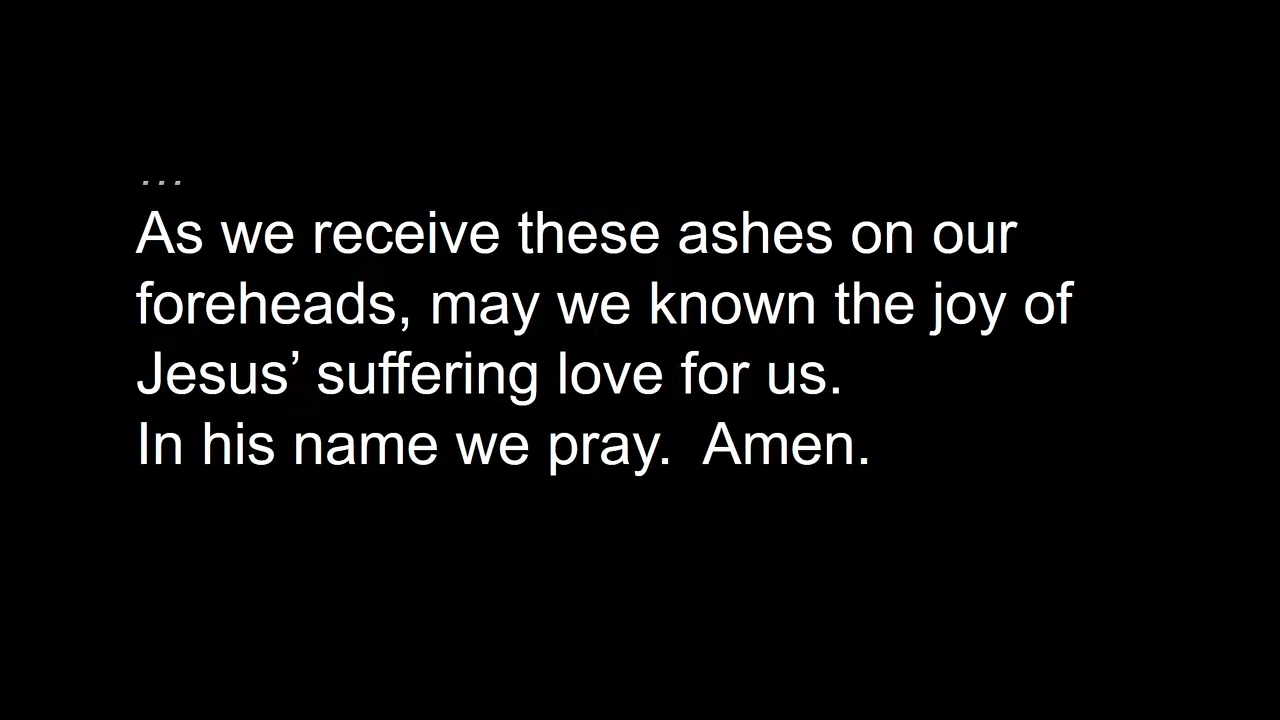 …
As we receive these ashes on our
foreheads, may we known the joy of
Jesus’ suffering love for us.
In his name we pray.  Amen.